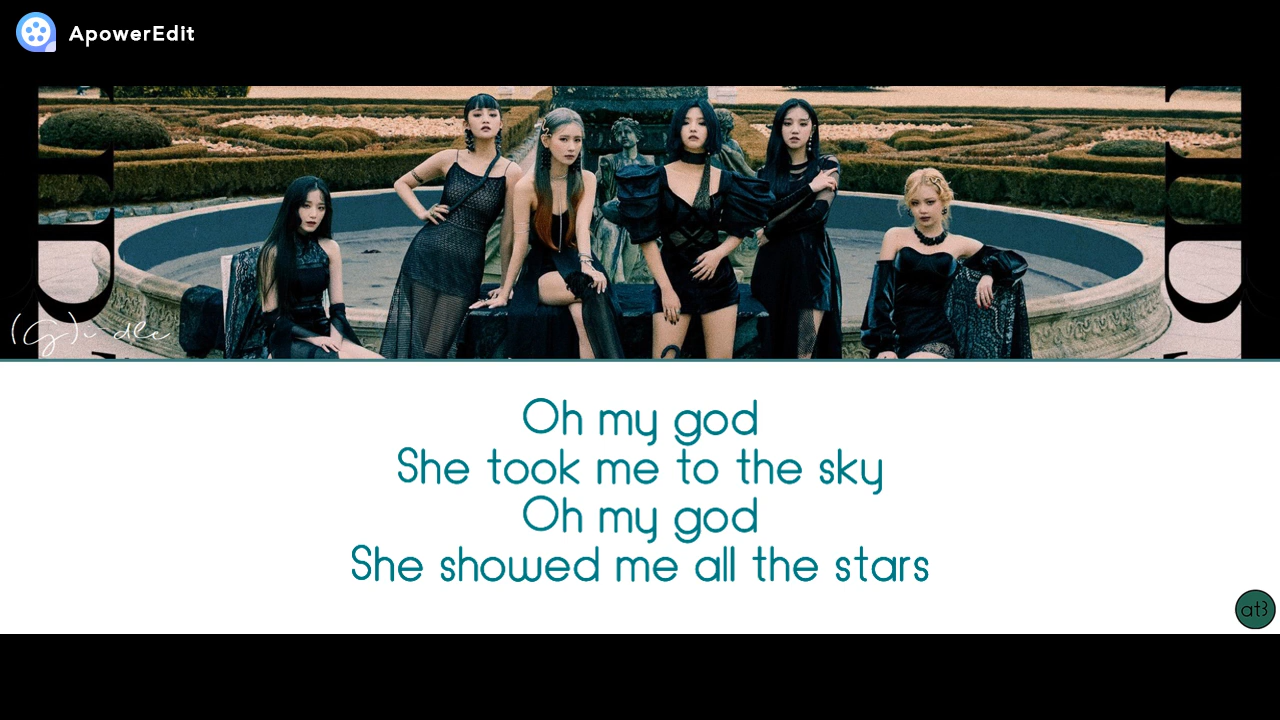 ApowerEdit
(G)i-dle
Oh my god
She took me to the sky
Oh my god
She showed me all the stars
at3